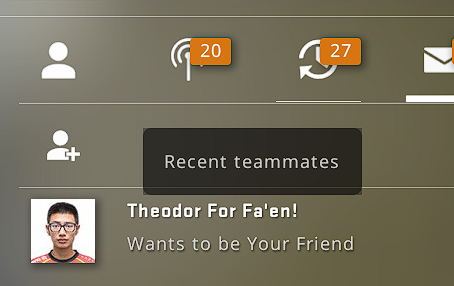 20
27
Recent teammates
Theodor For Fa'en!
Wants to be Your Friend